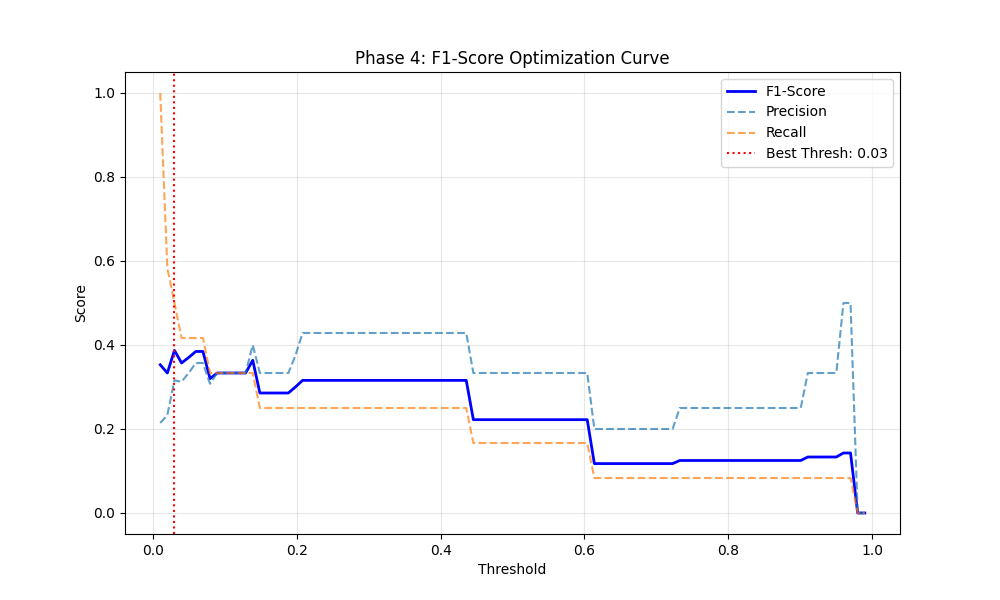 Phase 4: F1-Score Optimization Curve
F1-Score
Precision
Recall
Best Thresh: 0.03
Score
1.0
0.8
0.6
0.4
0.2
0.0
0.0 0.2 0.4 0.6 0.8 1.0
Threshold